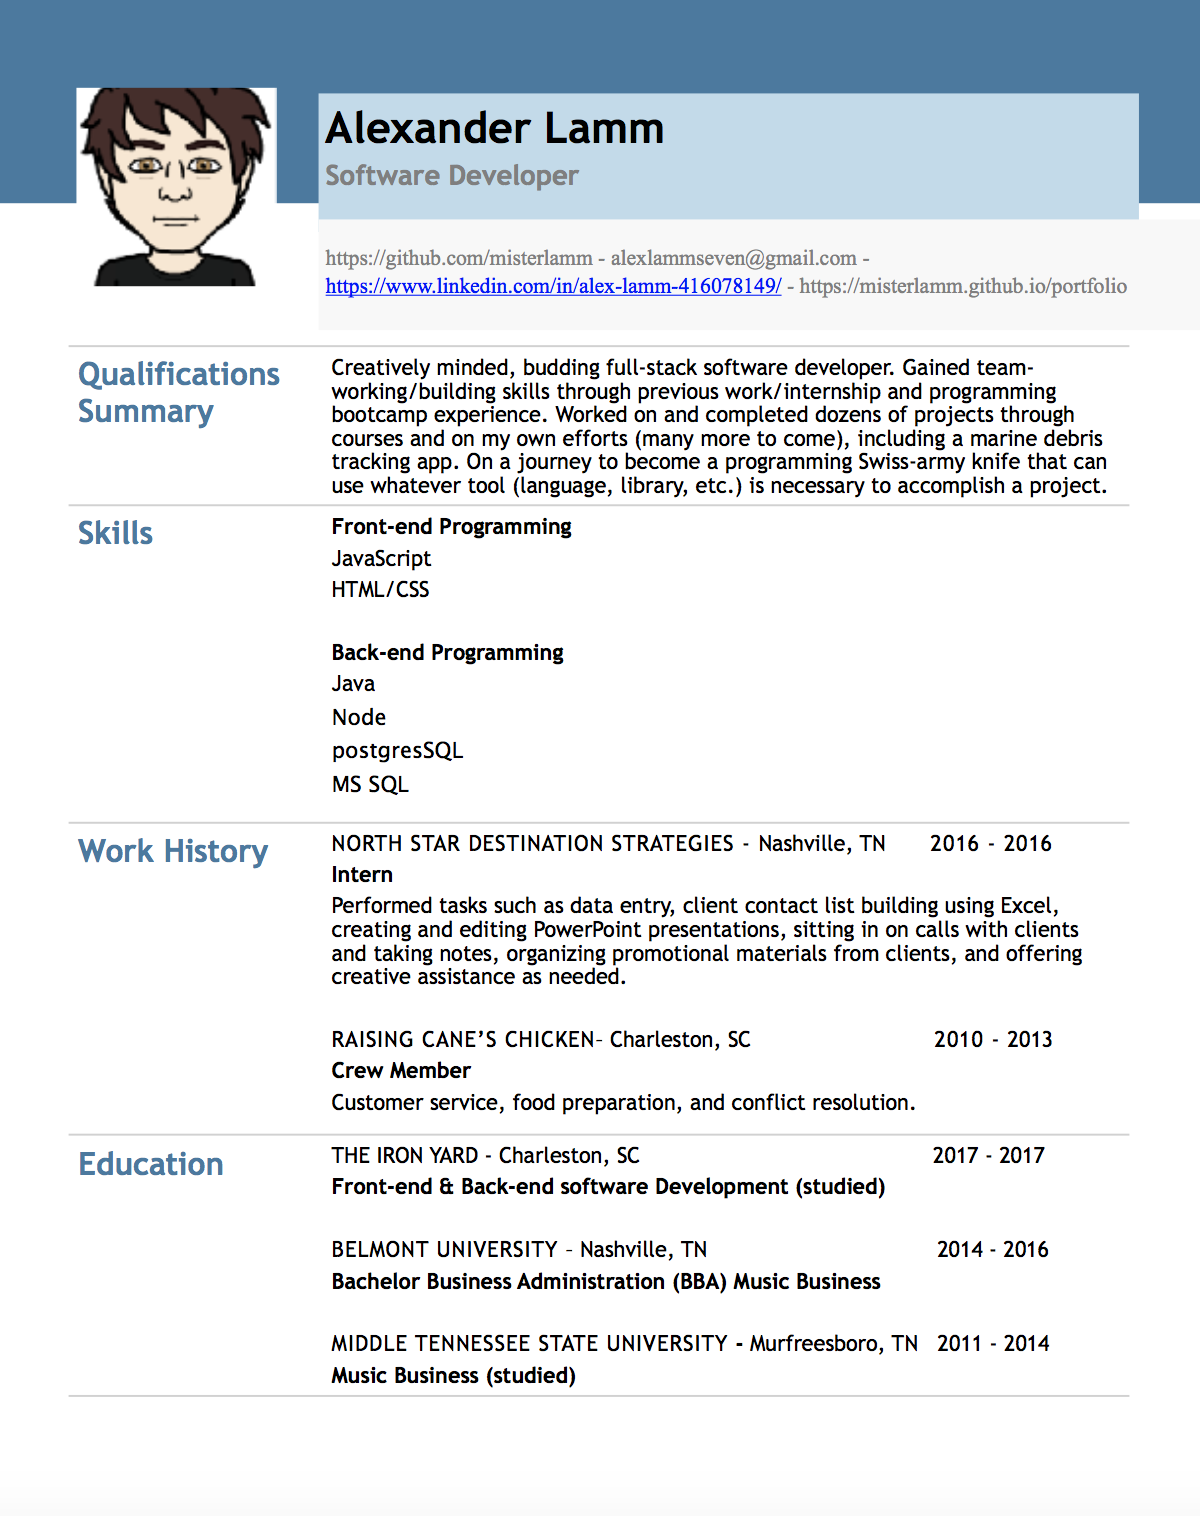 Alexander Lamm
Software Developer
https://github.com/misterlamm - alexlammseven@gmail.com -
https://www.linkedin.com/in/alex-lamm-416078149/ - https://misterlamm.github.io/portfolio
Qualifications
Summary
Creatively minded, budding full-stack software developer. Gained team-
working/building skills through previous work/internship and programming
bootcamp experience. Worked on and completed dozens of projects through
courses and on my own efforts (many more to come), including a marine debris
tracking app. On a journey to become a programming Swiss-army knife that can
use whatever tool (language, library, etc.) is necessary to accomplish a project.
Skills
Front-end Programming
JavaScript
HTML/CSS
Back-end Programming
Java
Node
postgresSQL
MS SQL
Work History
NORTH STAR DESTINATION STRATEGIES - Nashville, TN 2016 - 2016
Intern
Performed tasks such as data entry, client contact list building using Excel,
creating and editing PowerPoint presentations, sitting in on calls with clients
and taking notes, organizing promotional materials from clients, and offering
creative assistance as needed.
RAISING CANE’S CHICKEN– Charleston, SC 2010 - 2013
Crew Member
Customer service, food preparation, and conflict resolution.
Education
THE IRON YARD - Charleston, SC 2017 - 2017
Front-end & Back-end software Development (studied)
BELMONT UNIVERSITY – Nashville, TN 2014 - 2016
Bachelor Business Administration (BBA) Music Business
MIDDLE TENNESSEE STATE UNIVERSITY - Murfreesboro, TN 2011 - 2014
Music Business (studied)